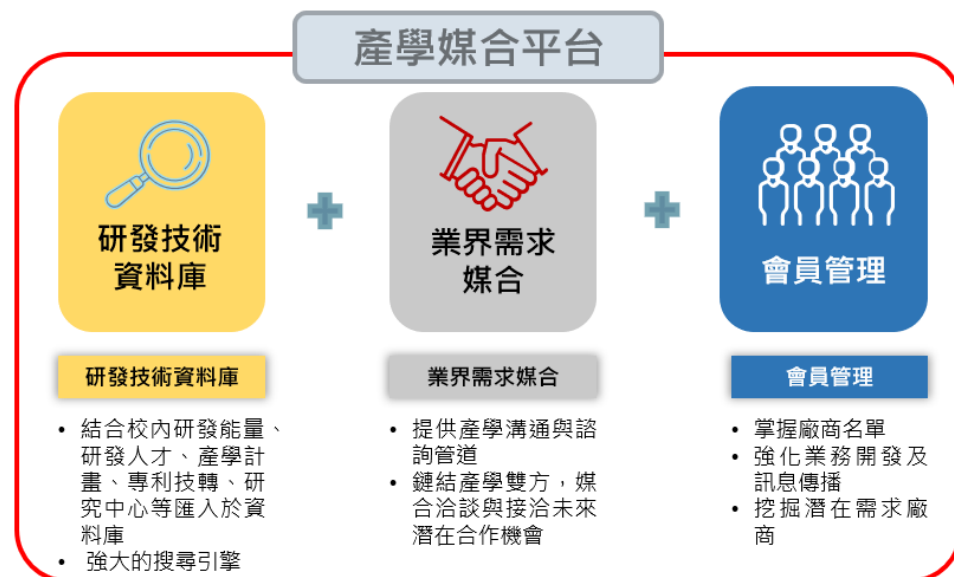 產學媒合平台
研發技術
資料庫
業界需求
媒合
會員管理
研發技術資料庫
• 結合校內研發能量、
研發人才、產學計
畫、專利技轉、研
究中心等匯入於資
料庫
• 強大的搜尋引擎
業界需求媒合
• 提供產學溝通與諮
詢管道
• 鏈結產學雙方，媒
合洽談與接洽未來
潛在合作機會
會員管理
• 掌握廠商名單
• 強化業務開發及
訊息傳播
• 挖掘潛在需求廠
商